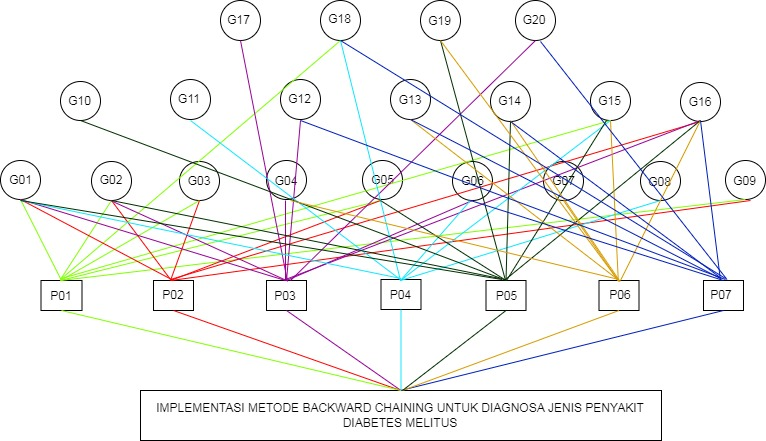 G17
G18
G19
G20
G10
G11
G12
G13
G14
G15
G16
G01
G02
G03
G04
G05
G06
G07
G08
G09
P01
P02
P03
P04
P05
P06
P07
IMPLEMENTASI METODE BACKWARD CHAINING UNTUK DIAGNOSA JENIS PENYAKIT
DIABETES MELITUS